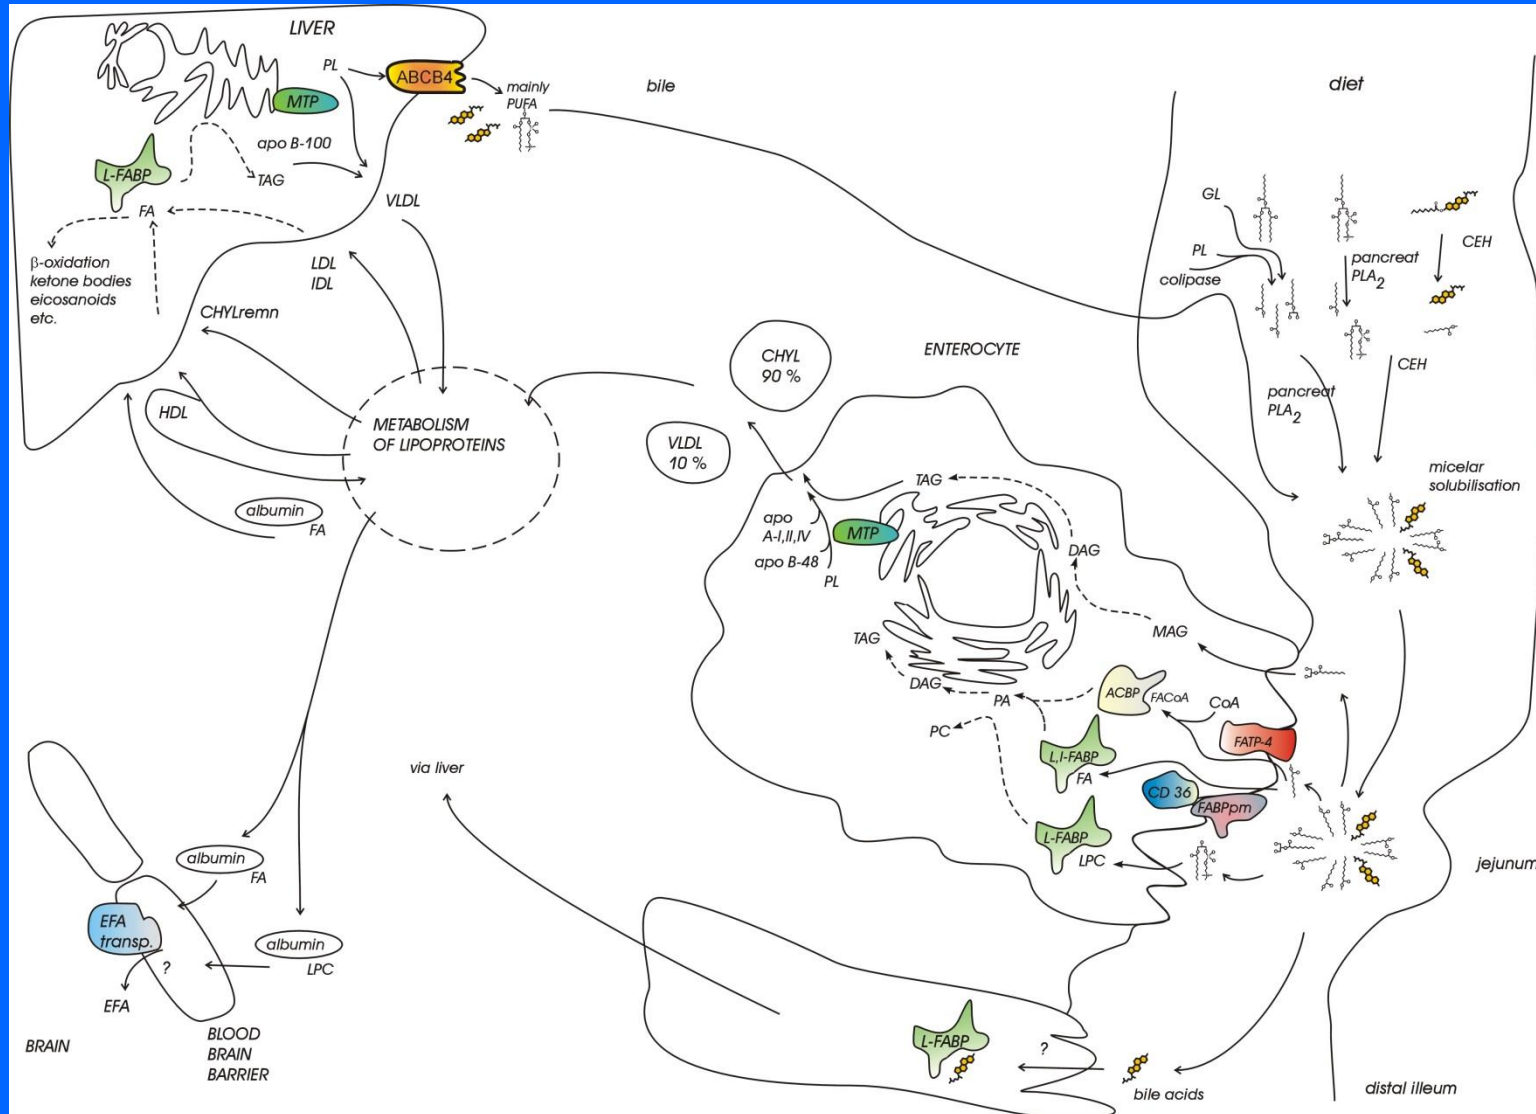 LIVER
PL
ABCB4
MTP
mainly
PUFA
bile
diet
apo B-100
L-FABP
TAG
FA
VLDL
β-oxidation
ketone bodies
eicosanoids
etc.
LDL
IDL
CHYLremn
HDL
METABOLISM
OF LIPOPROTEINS
albumin
FA
GL
PL
colipase
pancreat
PLA2
CEH
CEH
pancreat
PLA2
micelar
solubilisation
CHYL
90 %
ENTEROCYTE
VLDL
10 %
TAG
apo
A-I,II,IV
MTP
apo B-48
PL
DAG
MAG
TAG
DAG
PA
ACBP
FACoA
CoA
PC
FATP-4
L,I-FABP
FA
CD 36
FABPpm
L-FABP
LPC
jejunum
via liver
albumin
FA
EFA
transp.
albumin
LPC
?
EFA
BRAIN
BLOOD
BRAIN
BARRIER
L-FABP
?
bile acids
distal illeum